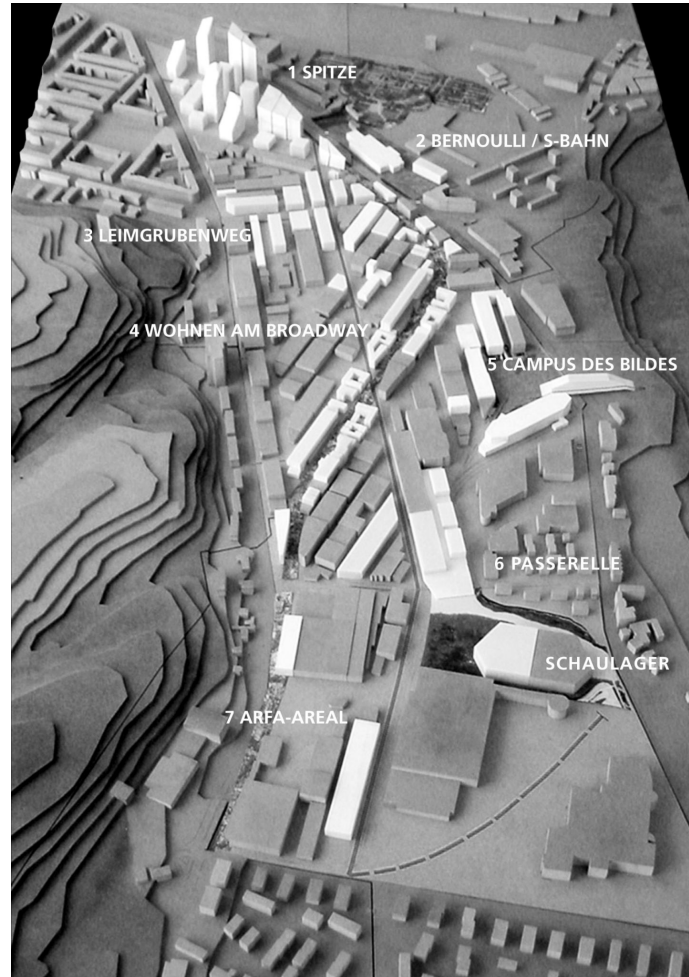 1 SPITZE
2 BERNOULLI / S-BAHN
3 LEIMGRUBENWEG
4 WOHNEN AM BROADWAY
5 CAMPUS DES BILDES
6 PASSERELLE
SCHAULAGER
7 ARFA-AREAL